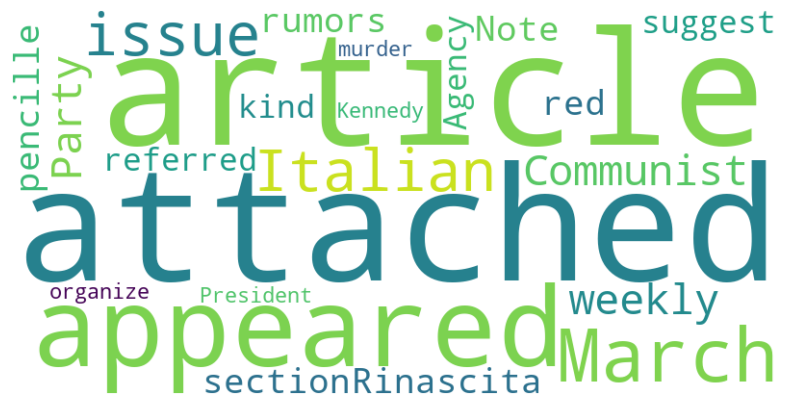 issue rumors Agency Note suggest
murder
pencille Party article
kind Kennedy red
referred Italian Communist
attached
organize President weekly
appeared March
sectionRinascita